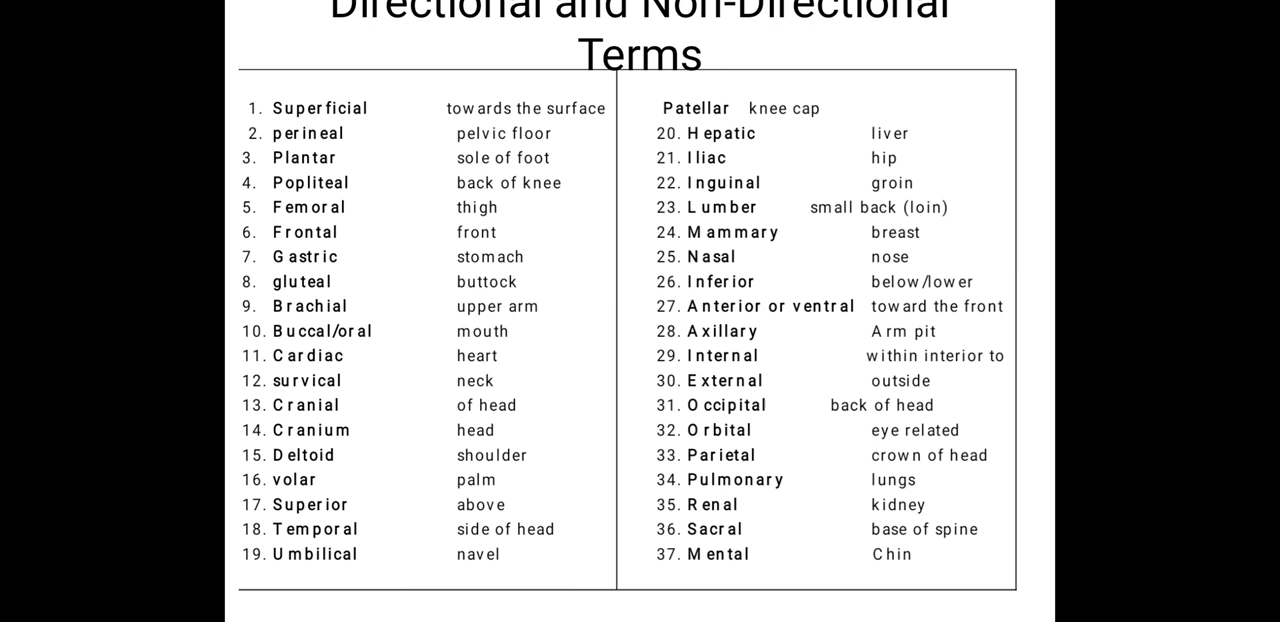 Directional and Non-Directional
Terms
1. Superficial towards the surface
2. perineal pelvic floor
3. Plantar sole of foot
4. Popliteal back of knee
5. Femoral thigh
6. Frontal front
7. Gastric stomach
8. gluteal buttock
9. Brachial upper arm
10. Buccal/oral mouth
11. Cardiac heart
12. survical neck
13. Cranial of head
14. Cranium head
15. Deltoid shoulder
16. volar palm
17. Superior above
18. Temporal side of head
19. Umbilical navel
Patellar knee cap
20. Hepatic liver
21. Iliac hip
22. Inguinal groin
23. Lumber small back (loin)
24. Mammary breast
25. Nasal nose
26. Inferior below/lower
27. Anterior or ventral toward the front
28. Axillary Arm pit
29. Internal within interior to
30. External outside
31. Occipital back of head
32. Orbital eye related
33. Parietal crown of head
34. Pulmonary lungs
35. Renal kidney
36. Sacral base of spine
37. Mental Chin